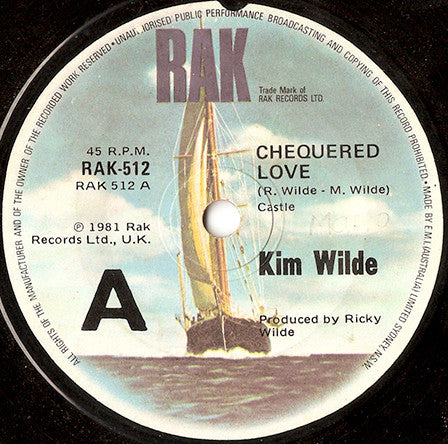 RAK
Trade Mark of
RAK RECORDS LTD.
45 R.P.M.
RAK-512
RAK 512 A
CHEQUERED
LOVE
(R. Wilde - M. Wilde)
Castle
℗ 1981 Rak
Records Ltd., U.K.
Kim Wilde
A
Produced by Ricky
Wilde
ALL RIGHTS OF THE MANUFACTURER AND OF THE OWNER OF THE RECORDED WORK RESERVED • UNAUTHORISED PUBLIC PERFORMANCE BROADCASTING AND COPYING OF THIS RECORD PROHIBITED • MADE BY E.M.I. (AUSTRALIA) LIMITED SYDNEY, N.S.W.